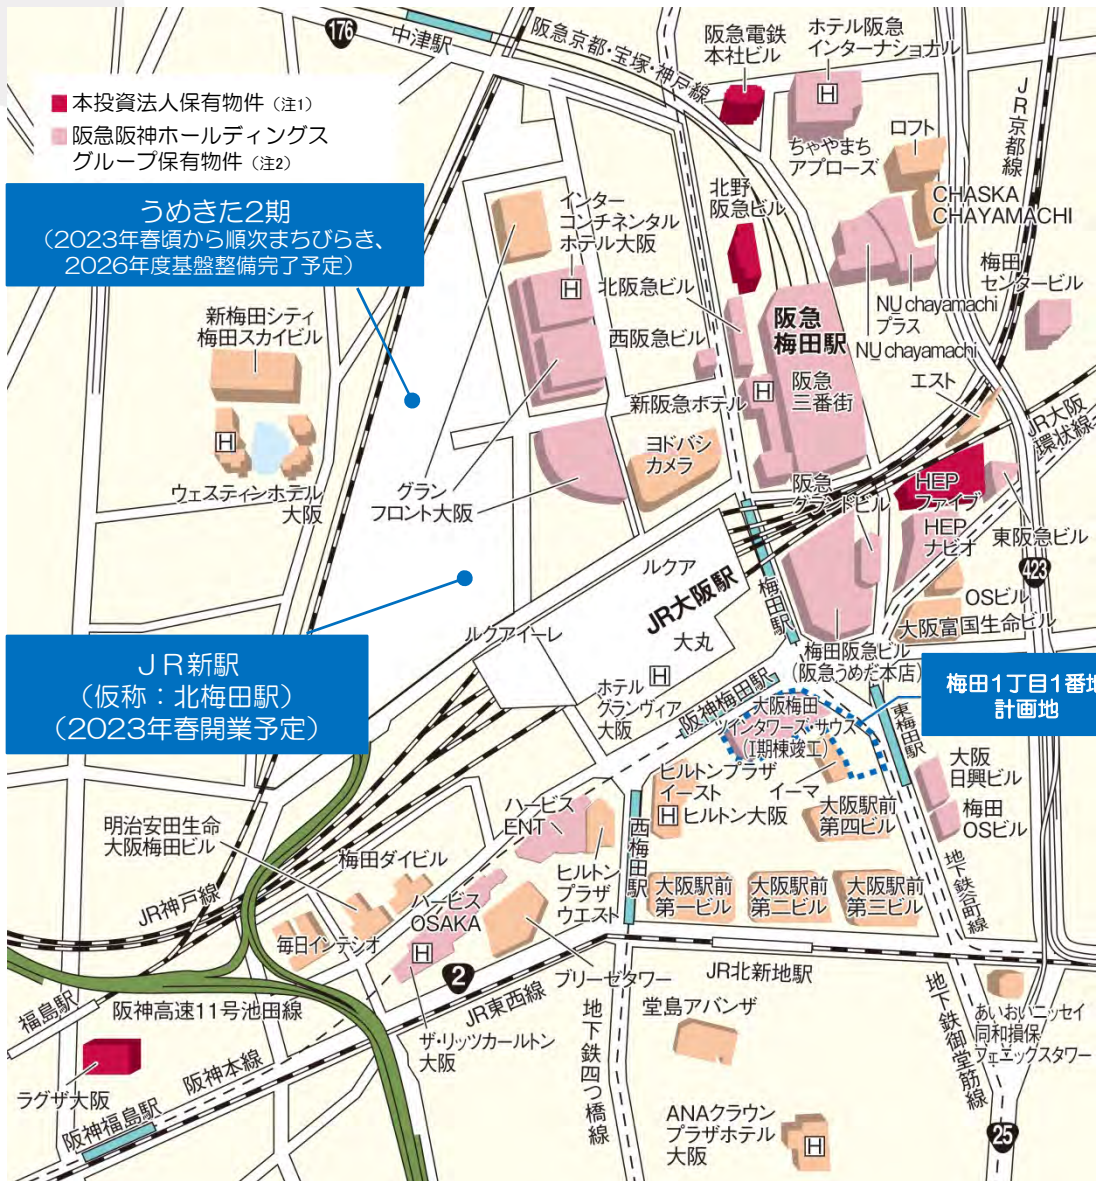 176
中津駅
阪急京都・宝塚・神戸線
阪急電鉄
本社ビル
ホテル阪急
インターナショナル
H
JR京都線
本投資法人保有物件（注1）
阪急阪神ホールディングス
グループ保有物件（注2）
ちゃやまち
アプローズ
ロフト
CHASKA
CHAYAMACHI
うめきた2期
（2023年春頃から順次まちびらき、
2026年度基盤整備完了予定）
インター
コンチネンタル
ホテル大阪
H
北野
阪急ビル
梅田
センタービル
北阪急ビル
NU chayamachi
プラス
NU chayamachi
新梅田シティ
梅田スカイビル
西阪急ビル
阪急
梅田駅
エスト
H
新阪急ホテル
H
阪急
三番街
JR大阪
環状線
ヨドバシ
カメラ
ウェスティンホテル
大阪
グラン
フロント大阪
阪急
グランドビル
HEP
ファイブ
HEP
ナビオ
東阪急ビル
423
ルクア
JR大阪駅
梅田駅
OSビル
大阪富国生命ビル
ルクアイーレ
大丸
梅田阪急ビル
（阪急うめだ本店）
JR新駅
（仮称：北梅田駅）
（2023年春開業予定）
ホテル
グランヴィア
大阪
H
阪神梅田駅
大阪梅田
ツインタワーズ・サウス
（Ⅰ期棟竣工）
東梅田駅
梅田1丁目1番地
計画地
ヒルトンプラザ
イースト
H
ヒルトン大阪
イーマ
大阪駅前
第四ビル
大阪
日興ビル
梅田
OSビル
明治安田生命
大阪梅田ビル
ハービス
ENT
西梅田駅
梅田ダイビル
ヒルトン
プラザ
ウエスト
大阪駅前
第一ビル
大阪駅前
第二ビル
大阪駅前
第三ビル
地下鉄谷町線
JR神戸線
ハービス
OSAKA
毎日インテシオ
H
2
ブリーゼタワー
JR北新地駅
福島駅
阪神高速11号池田線
JR東西線
ザ・リッツカールトン
大阪
地下鉄四つ橋線
堂島アバンザ
地下鉄御堂筋線
あいおいニッセイ
同和損保
フェニックスタワー
ラグザ大阪
阪神本線
阪神福島駅
ANAクラウン
プラザホテル
大阪
H
25